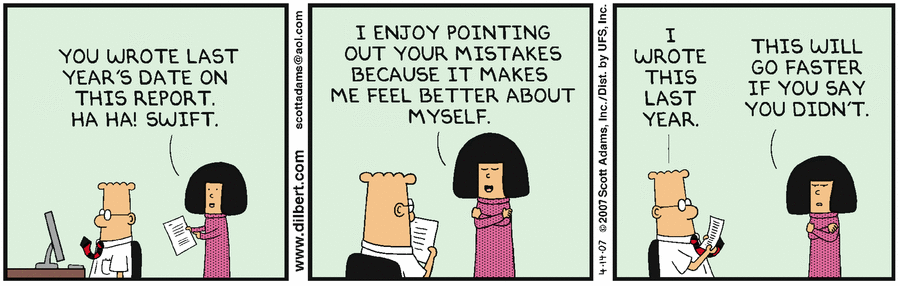 YOU WROTE LAST
YEAR'S DATE ON
THIS REPORT.
HA HA! SWIFT.
scottadams@aol.com
www.dilbert.com
I ENJOY POINTING
OUT YOUR MISTAKES
BECAUSE IT MAKES
ME FEEL BETTER ABOUT
MYSELF.
4-14-07 ©2007 Scott Adams, Inc./Dist. by UFS, Inc.
I
WROTE
THIS
LAST
YEAR.
THIS WILL
GO FASTER
IF YOU SAY
YOU DIDN'T.